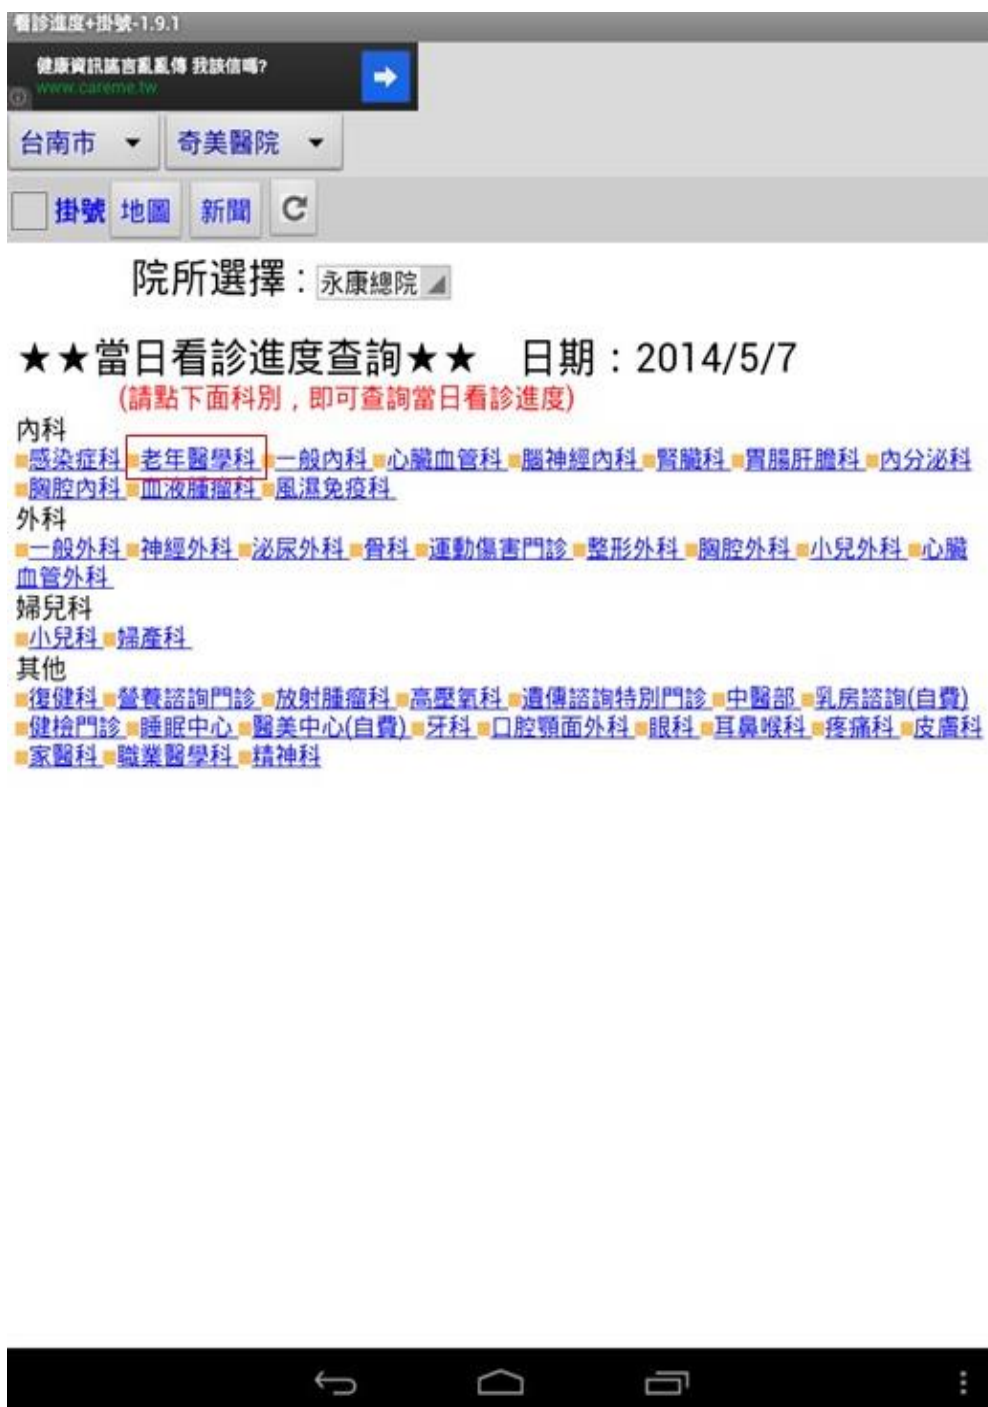 看診進度+掛號-1.9.1
健康資訊謠言亂亂傳 我該信嗎?
www.careme.tw
台南市 奇美醫院
掛號 地圖 新聞
院所選擇：永康總院
★★當日看診進度查詢★★ 日期：2014/5/7
(請點下面科別，即可查詢當日看診進度)
內科
感染症科 老年醫學科 一般內科 心臟血管科 腦神經內科 腎臟科 胃腸肝膽科 內分泌科
胸腔內科 血液腫瘤科 風濕免疫科
外科
一般外科 神經外科 泌尿外科 骨科 運動傷害門診 整形外科 胸腔外科 小兒外科 心臟
血管外科
婦兒科
小兒科 婦產科
其他
復健科 營養諮詢門診 放射腫瘤科 高壓氧科 遺傳諮詢特別門診 中醫部 乳房諮詢(自費)
健檢門診 睡眠中心 醫美中心(自費) 牙科 口腔顎面外科 眼科 耳鼻喉科 疼痛科 皮膚科
家醫科 職業醫學科 精神科